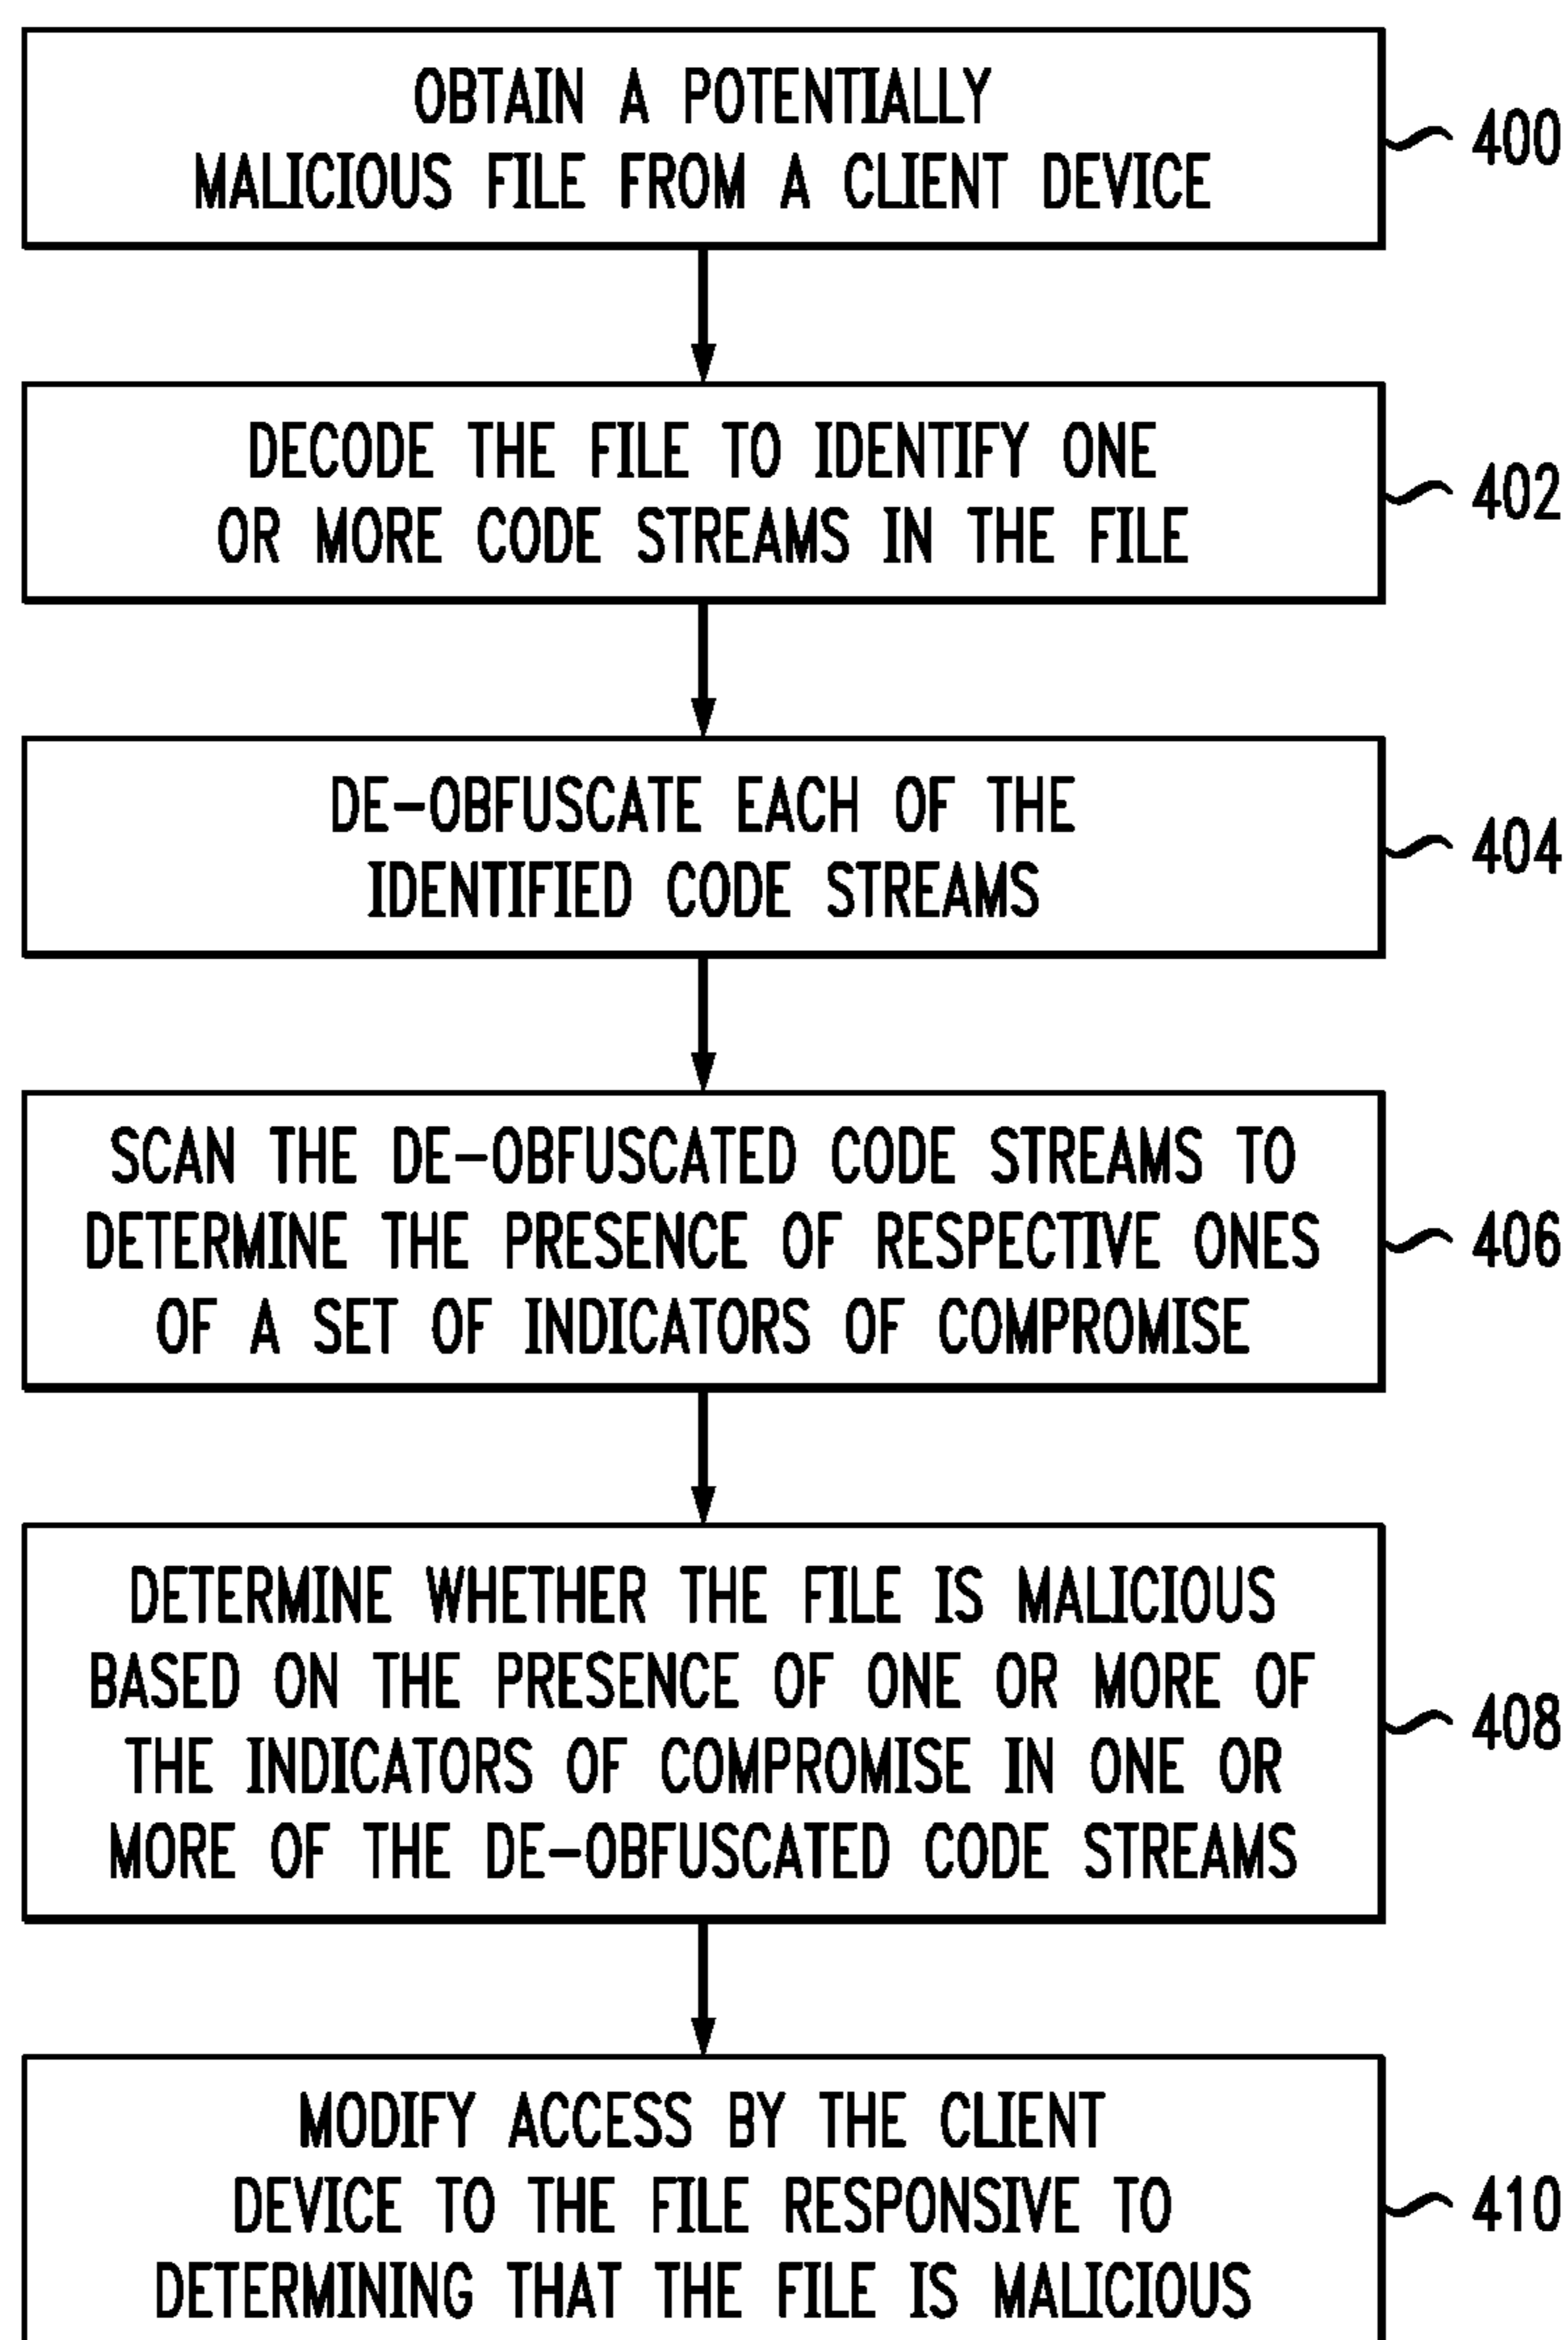 OBTAIN A POTENTIALLY
MALICIOUS FILE FROM A CLIENT DEVICE
400
DECODE THE FILE TO IDENTIFY ONE
OR MORE CODE STREAMS IN THE FILE
402
DE-OBFUSCATE EACH OF THE
IDENTIFIED CODE STREAMS
404
SCAN THE DE-OBFUSCATED CODE STREAMS TO
DETERMINE THE PRESENCE OF RESPECTIVE ONES
OF A SET OF INDICATORS OF COMPROMISE
406
DETERMINE WHETHER THE FILE IS MALICIOUS
BASED ON THE PRESENCE OF ONE OR MORE OF
THE INDICATORS OF COMPROMISE IN ONE OR
MORE OF THE DE-OBFUSCATED CODE STREAMS
408
MODIFY ACCESS BY THE CLIENT
DEVICE TO THE FILE RESPONSIVE TO
DETERMINING THAT THE FILE IS MALICIOUS
410